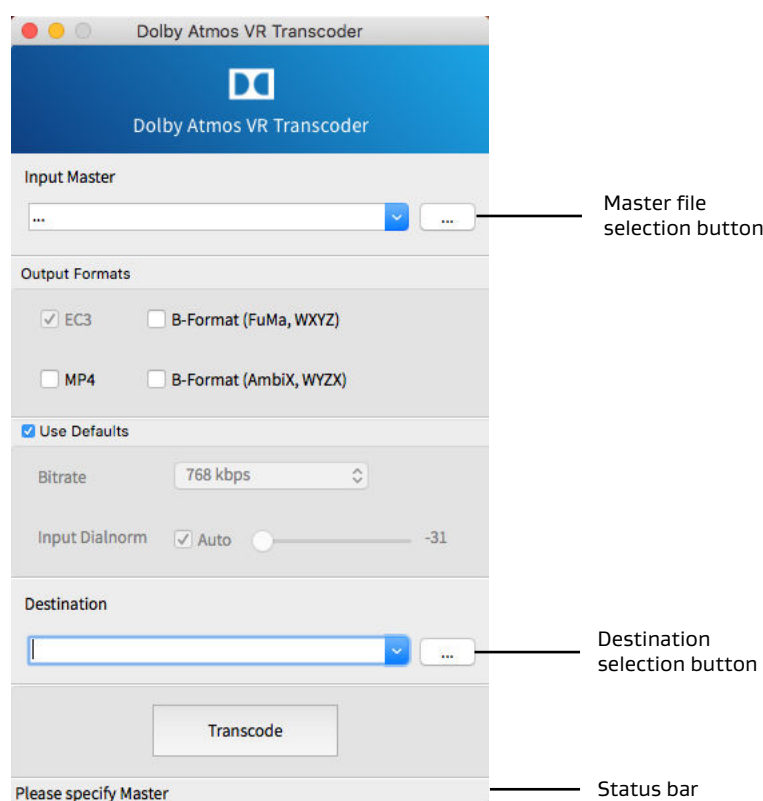 Dolby Atmos VR Transcoder
Dolby Atmos VR Transcoder
Input Master
...
...
Master file
selection button
Output Formats
EC3
B-Format (FuMa, WXYZ)
MP4
B-Format (AmbiX, WYZX)
Use Defaults
Bitrate
768 kbps
Input Dialnorm
Auto
-31
Destination
...
Destination
selection button
Transcode
Please specify Master
Status bar